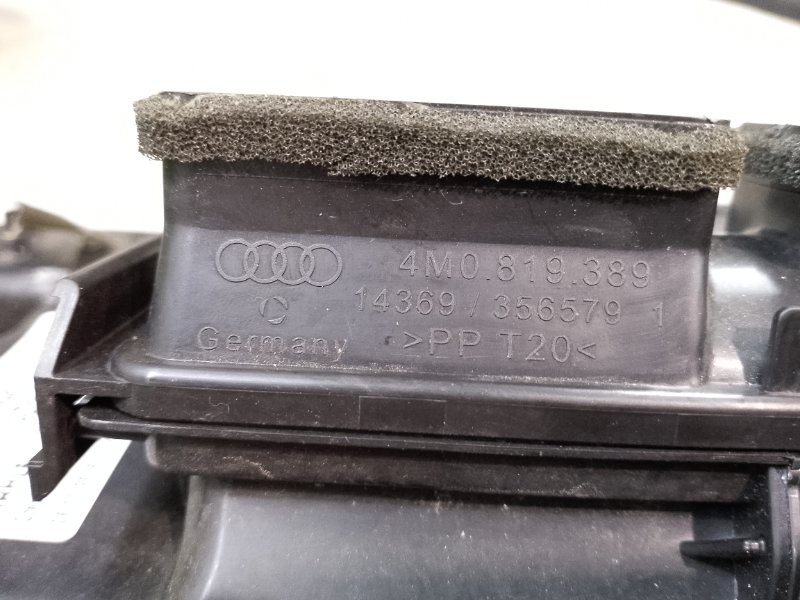 4M0.819.389
14369 / 356579 1
Germany >PP T20<